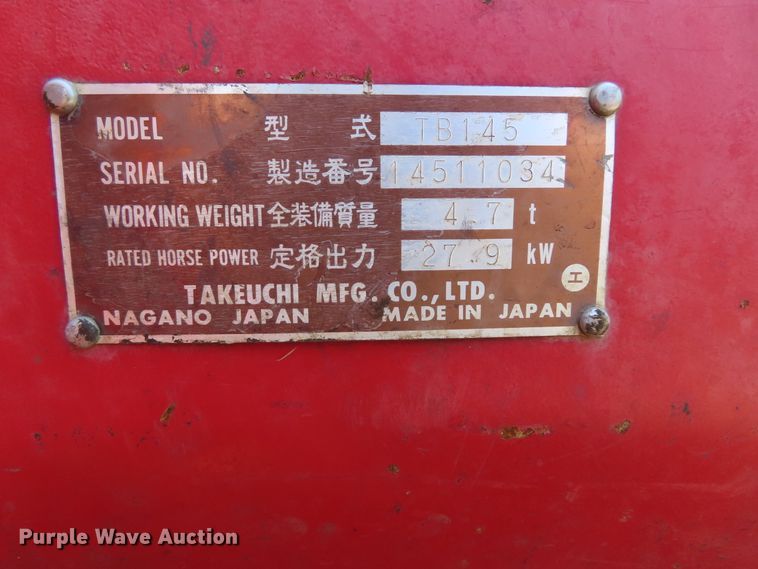 MODEL 型式 TB145
SERIAL NO. 製造番号 14511034
WORKING WEIGHT 全装備質量 4.7 t
RATED HORSE POWER 定格出力 27.9 kW
エ
TAKEUCHI MFG. CO., LTD.
NAGANO JAPAN MADE IN JAPAN
Purple Wave Auction